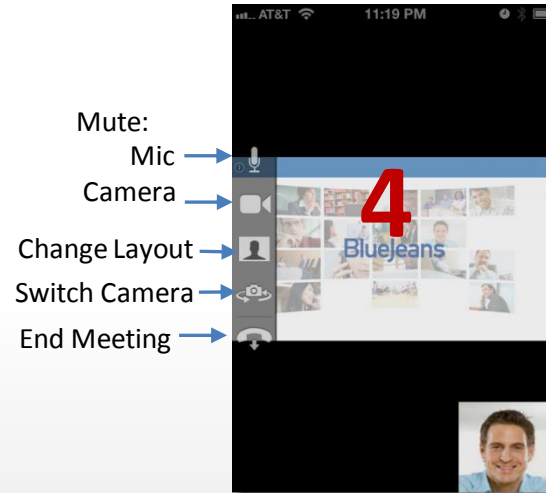 AT&T 11:19 PM
Mute:
Mic
Camera
Change Layout
Switch Camera
End Meeting
4
BlueJeans